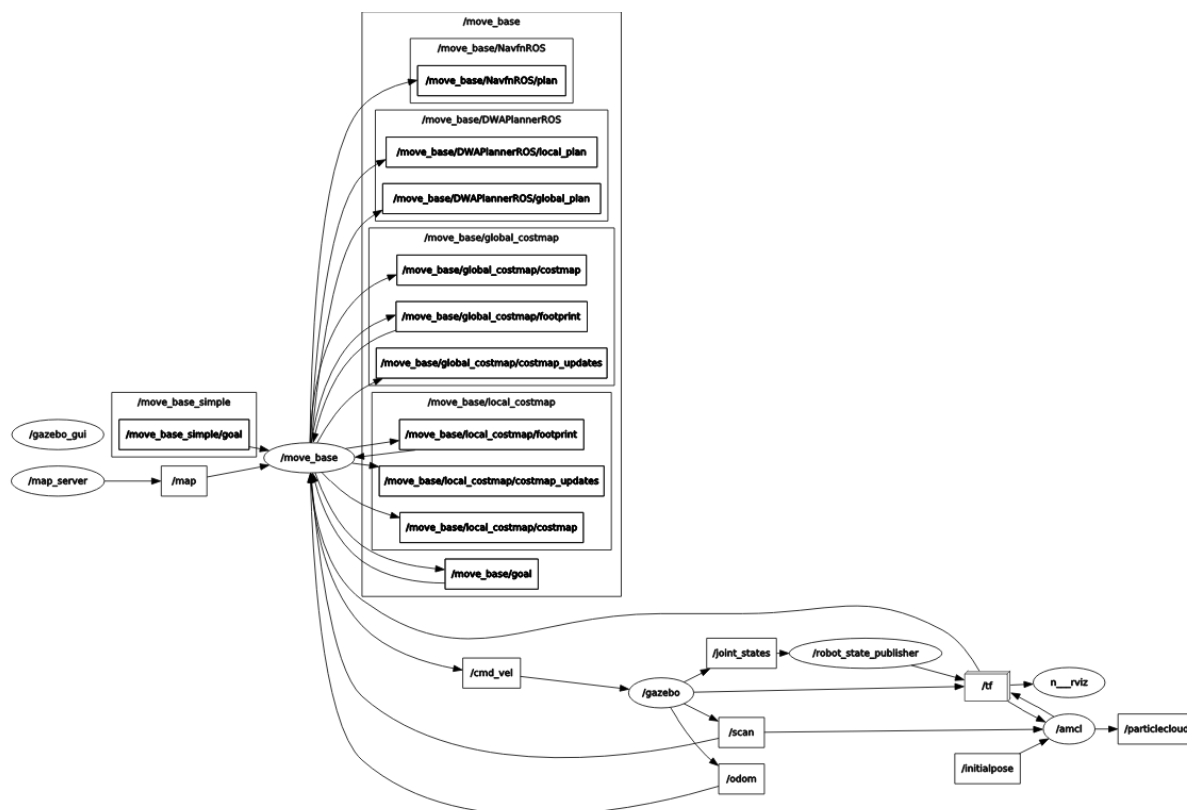 /move_base
/move_base/NavfnROS
/move_base/NavfnROS/plan
/move_base/DWAPlannerROS
/move_base/DWAPlannerROS/local_plan
/move_base/DWAPlannerROS/global_plan
/move_base/global_costmap
/move_base/global_costmap/costmap
/move_base/global_costmap/footprint
/move_base/global_costmap/costmap_updates
/move_base_simple
/move_base_simple/goal
/gazebo_gui
/map_server
/map
/move_base
/move_base/local_costmap
/move_base/local_costmap/footprint
/move_base/local_costmap/costmap_updates
/move_base/local_costmap/costmap
/move_base/goal
/cmd_vel
/gazebo
/joint_states
/robot_state_publisher
/tf
n___rviz
/scan
/amcl
/particlecloud
/initialpose
/odom